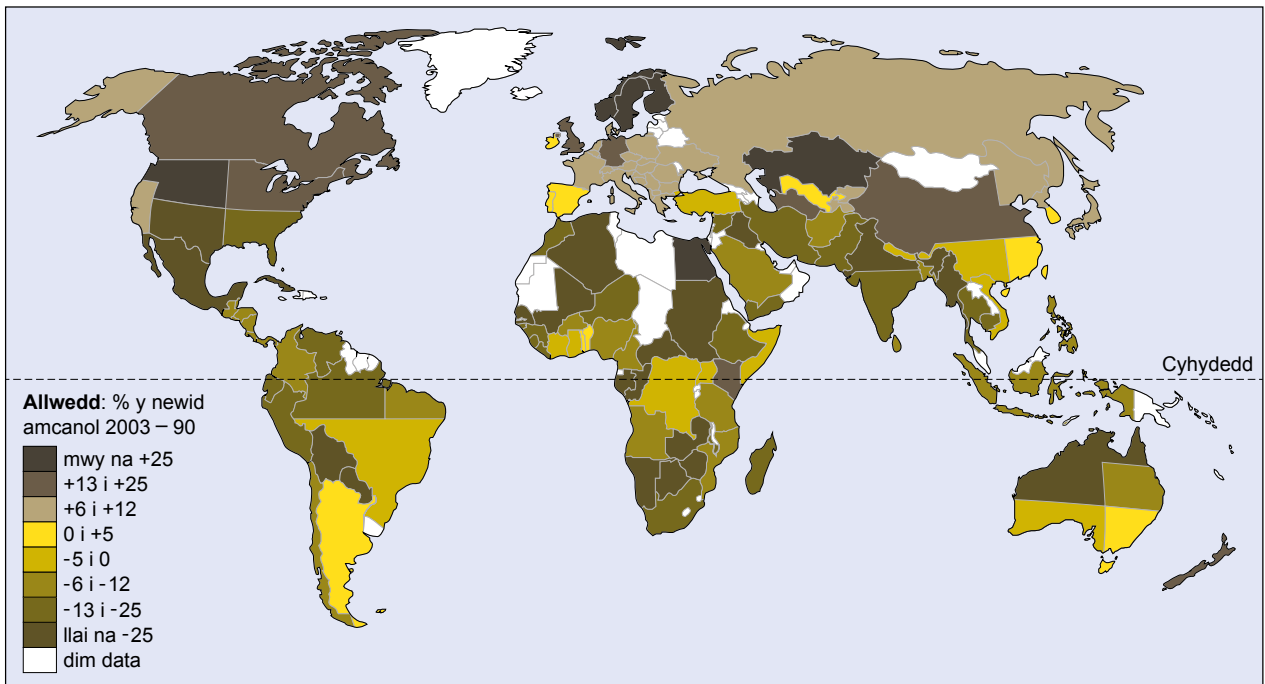 Cyhydedd
Allwedd: % y newid
amcanol 2003 – 90
mwy na +25
+13 i +25
+6 i +12
0 i +5
-5 i 0
-6 i -12
-13 i -25
llai na -25
dim data